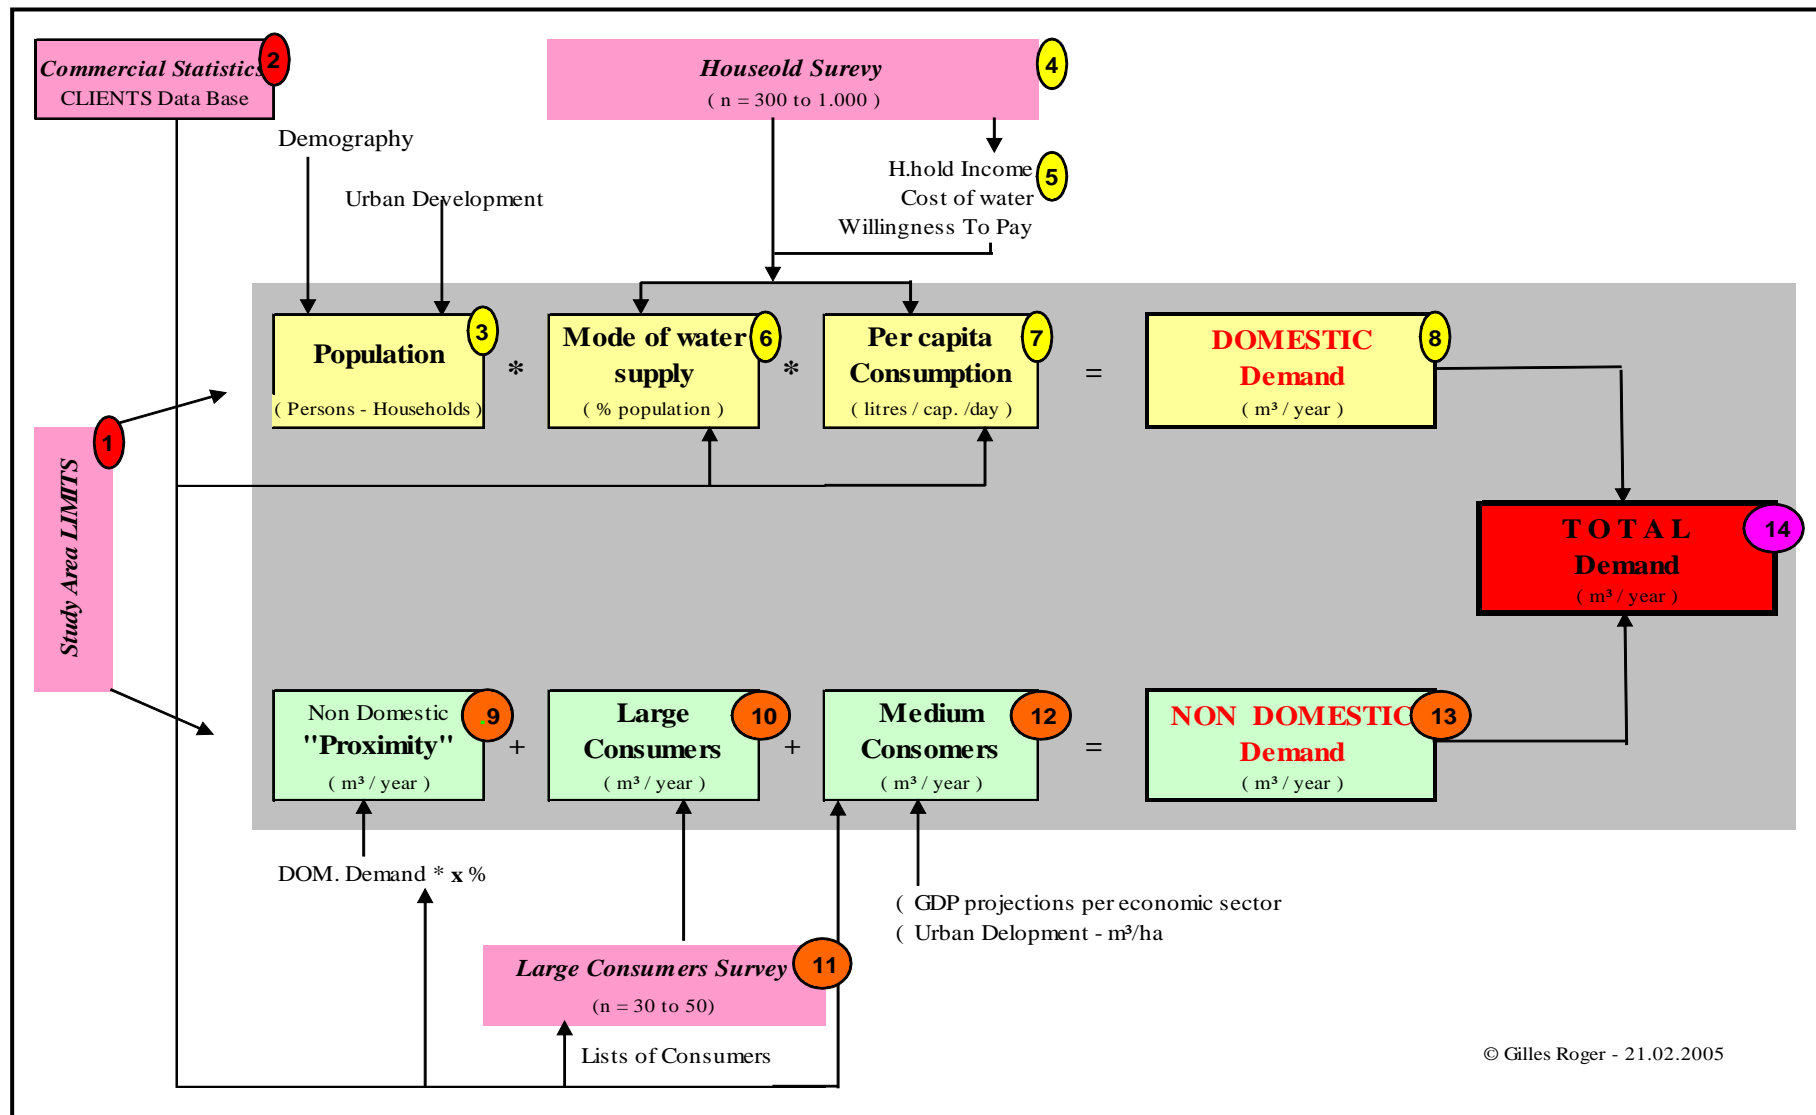 Commercial Statistics
CLIENTS Data Base
2
Houseold Surevy
( n = 300 to 1.000 )
4
Demography
Urban Development
H.hold Income
Cost of water
Willingness To Pay
5
Population
( Persons - Households )
3
*
Mode of water
supply
( % population )
6
*
Per capita
Consumption
( litres / cap. /day )
7
=
DOMESTIC
Demand
( m³ / year )
8
Study Area LIMITS
1
T O T A L
Demand
( m³ / year )
14
Non Domestic
"Proximity"
( m³ / year )
.9
+
Large
Consumers
( m³ / year )
10
+
Medium
Consomers
( m³ / year )
12
=
NON DOMESTIC
Demand
( m³ / year )
13
DOM. Demand * x %
( GDP projections per economic sector
( Urban Delopment - m³/ha
Large Consumers Survey
(n = 30 to 50)
11
Lists of Consumers
© Gilles Roger - 21.02.2005